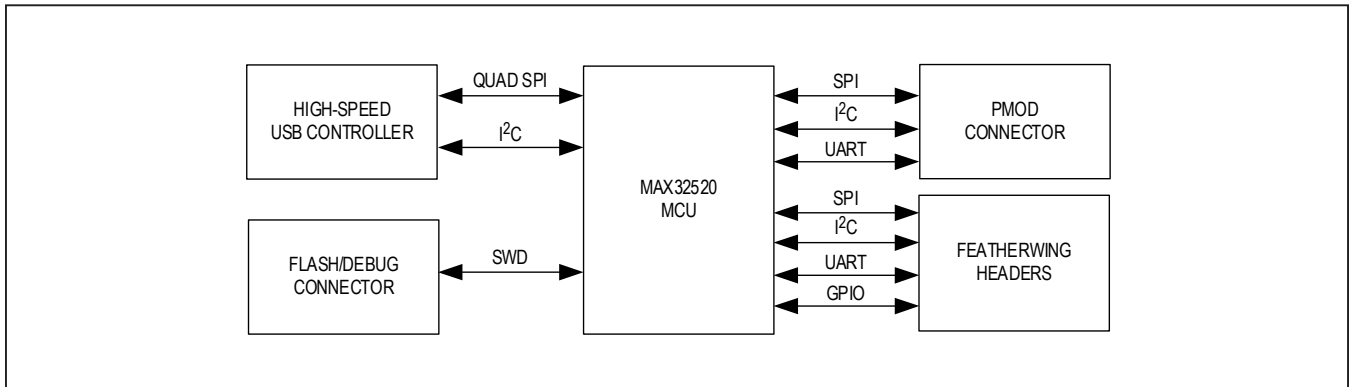 HIGH-SPEED
USB CONTROLLER
QUAD SPI
I²C
FLASH/DEBUG
CONNECTOR
SWD
MAX32520
MCU
SPI
I²C
UART
PMOD
CONNECTOR
SPI
I²C
UART
GPIO
FEATHERWING
HEADERS